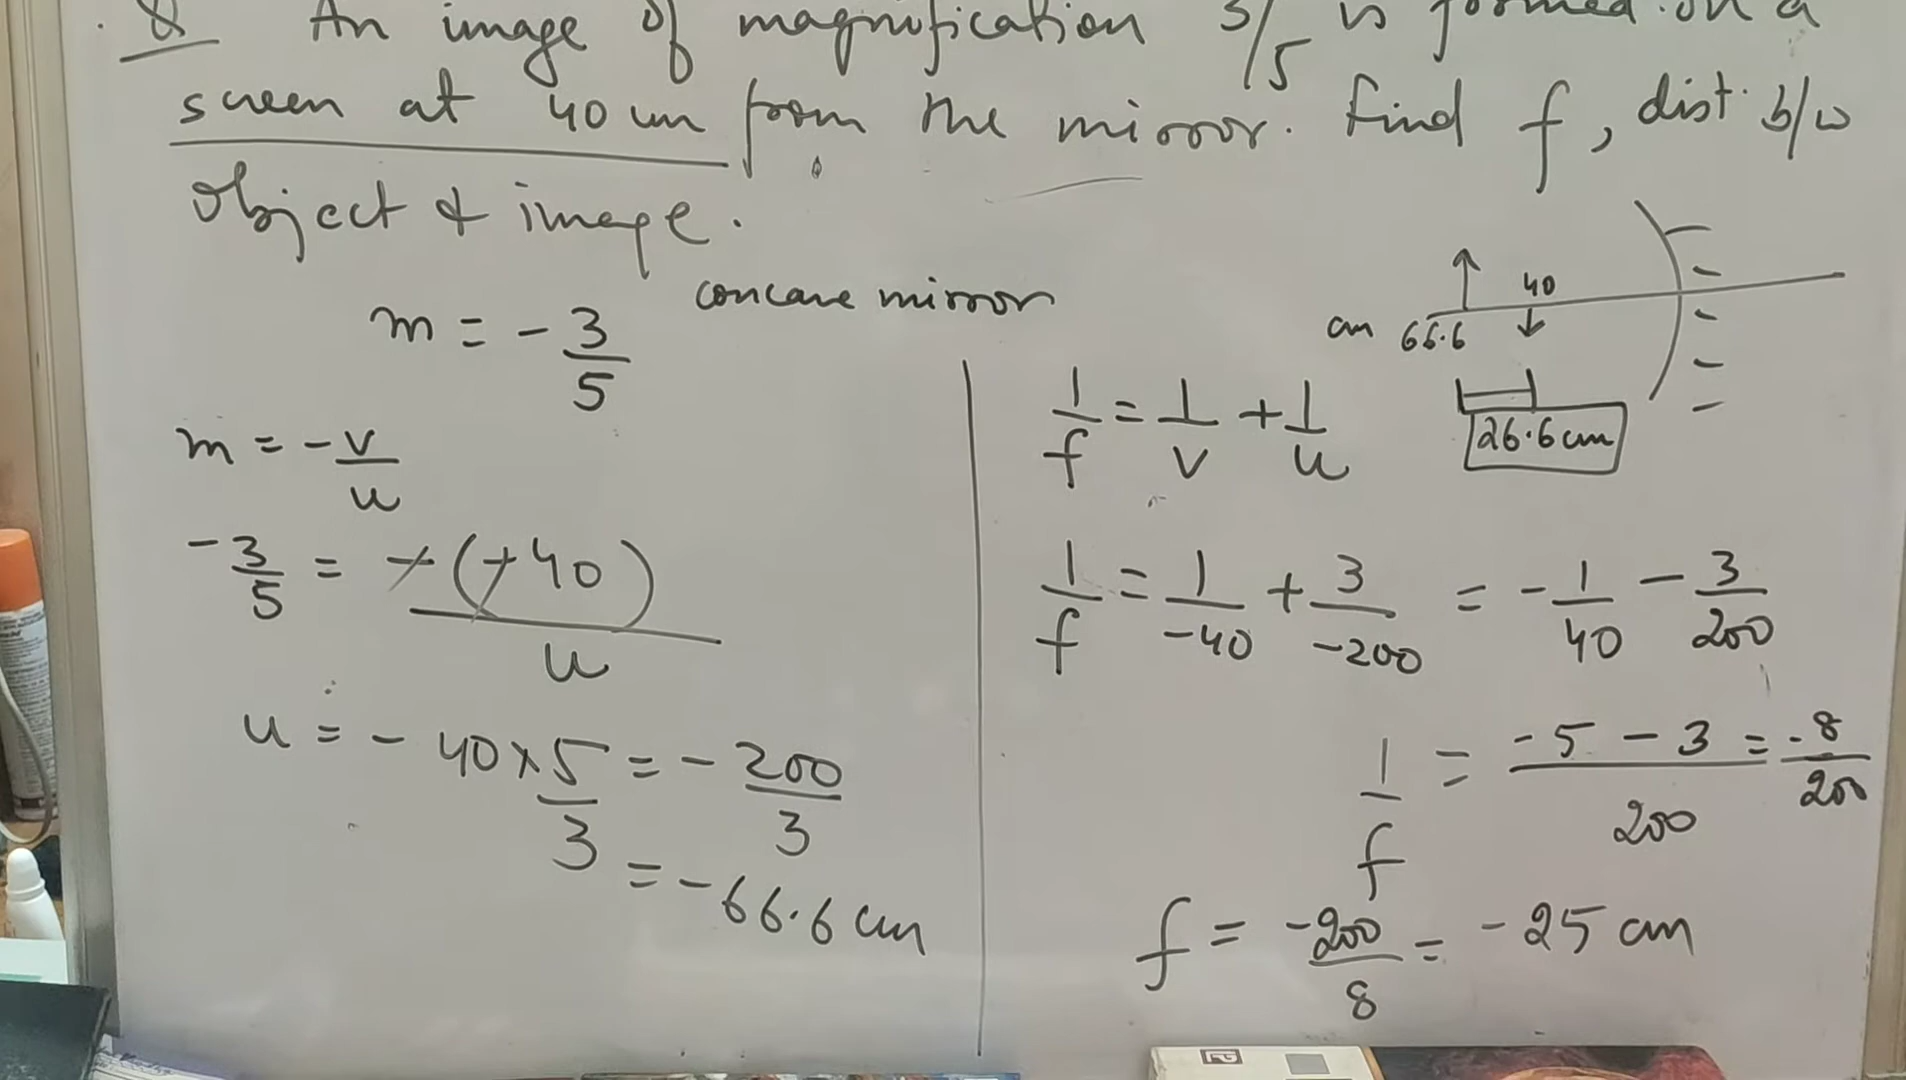 Q An image of magnification 3/5 is formed on a
screen at 40 cm from the mirror. Find f, dist. b/w
object & image.
m = -3/5 concave mirror
m = -v/u
-3/5 = -(-40)/u
u = -40×5/3 = -200/3
= -66.6 cm
40
cm 66.6
26.6 cm
1/f = 1/v + 1/u
1/f = 1/-40 + 3/-200 = -1/40 - 3/200
1/f = -5 - 3/200 = -8/200
f = -200/8 = -25 cm